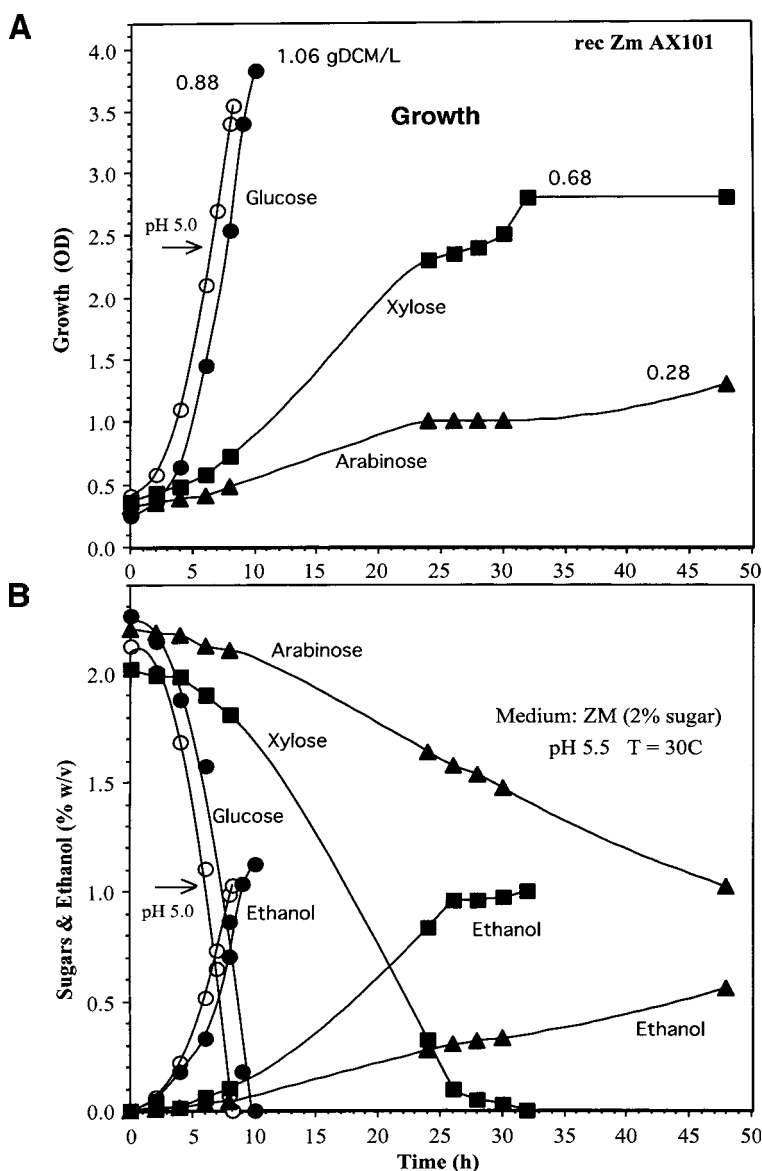 A
rec Zm AX101
4.0
1.06 gDCM/L
0.88
3.5
Growth
3.0
Glucose
0.68
pH 5.0
2.5
Growth (OD)
2.0
Xylose
1.5
0.28
1.0
Arabinose
0.5
0.0
0 5 10 15 20 25 30 35 40 45 50
B
Arabinose
2.0
Medium: ZM (2% sugar)
Xylose
pH 5.5 T = 30C
1.5
Glucose
Sugars & Ethanol (% w/v)
1.0
pH 5.0
Ethanol
Ethanol
0.5
Ethanol
0.0
0 5 10 15 20 25 30 35 40 45 50
Time (h)